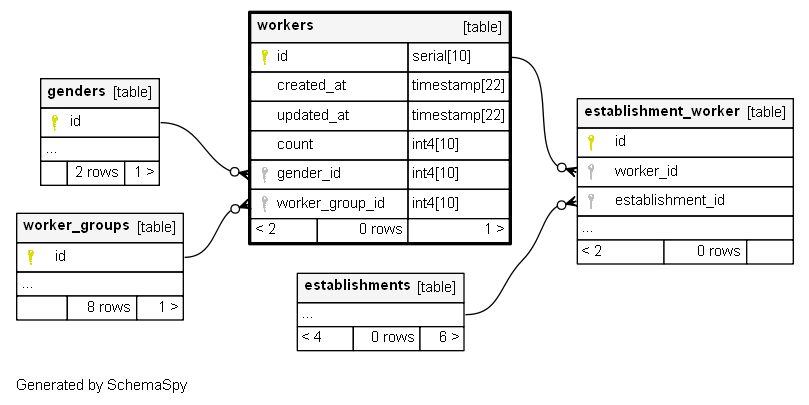 workers [table]
id serial[10]
created_at timestamp[22]
updated_at timestamp[22]
count int4[10]
gender_id int4[10]
worker_group_id int4[10]
< 2 0 rows 1 >
genders [table]
id
...
2 rows 1 >
worker_groups [table]
id
...
8 rows 1 >
establishments [table]
...
< 4 0 rows 6 >
establishment_worker [table]
id
worker_id
establishment_id
...
< 2 0 rows
Generated by SchemaSpy